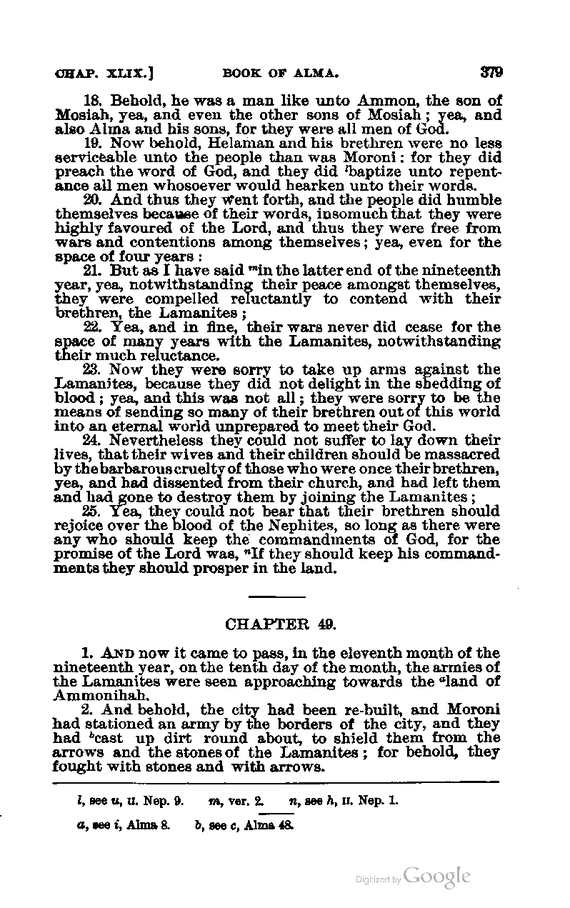 CHAP. XLIX.] BOOK OF ALMA. 379
18. Behold, he was a man like unto Ammon, the son of
Mosiah, yea, and even the other sons of Mosiah; yea, and
also Alma and his sons, for they were all men of God.
19. Now behold, Helaman and his brethren were no less
serviceable unto the people than was Moroni: for they did
preach the word of God, and they did ˡbaptize unto repent-
ance all men whosoever would hearken unto their words.
20. And thus they went forth, and the people did humble
themselves because of their words, insomuch that they were
highly favoured of the Lord, and thus they were free from
wars and contentions among themselves; yea, even for the
space of four years:
21. But as I have said ᵐin the latter end of the nineteenth
year, yea, notwithstanding their peace amongst themselves,
they were compelled reluctantly to contend with their
brethren, the Lamanites;
22. Yea, and in fine, their wars never did cease for the
space of many years with the Lamanites, notwithstanding
their much reluctance.
23. Now they were sorry to take up arms against the
Lamanites, because they did not delight in the shedding of
blood; yea, and this was not all; they were sorry to be the
means of sending so many of their brethren out of this world
into an eternal world unprepared to meet their God.
24. Nevertheless they could not suffer to lay down their
lives, that their wives and their children should be massacred
by the barbarous cruelty of those who were once their brethren,
yea, and had dissented from their church, and had left them
and had gone to destroy them by joining the Lamanites;
25. Yea, they could not bear that their brethren should
rejoice over the blood of the Nephites, so long as there were
any who should keep the commandments of God, for the
promise of the Lord was, ⁿIf they should keep his command-
ments they should prosper in the land.
CHAPTER 49.
1. AND now it came to pass, in the eleventh month of the
nineteenth year, on the tenth day of the month, the armies of
the Lamanites were seen approaching towards the ᵃland of
Ammonihah.
2. And behold, the city had been re-built, and Moroni
had stationed an army by the borders of the city, and they
had ᵇcast up dirt round about, to shield them from the
arrows and the stones of the Lamanites; for behold, they
fought with stones and with arrows.
l, see u, II. Nep. 9. m, ver. 2. n, see h, II. Nep. 1.
a, see i, Alma 8. b, see c, Alma 48.
Digitized by Google